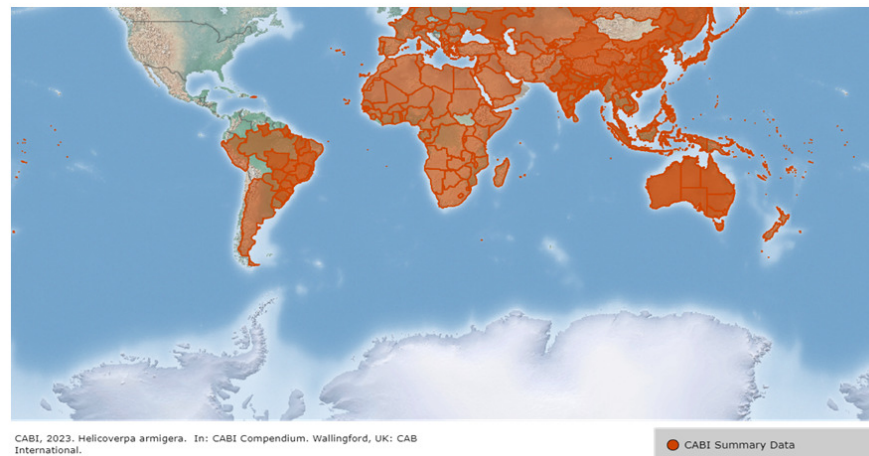 CABI, 2023. Helicoverpa armigera. In: CABI Compendium. Wallingford, UK: CAB
International.
CABI Summary Data